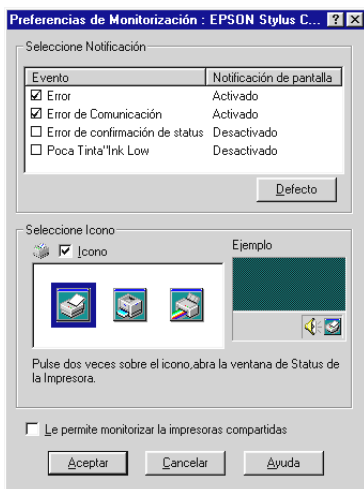 Preferencias de Monitorización : EPSON Stylus C...
Seleccione Notificación
Evento Notificación de pantalla
Error Activado
Error de Comunicación Activado
Error de confirmación de status Desactivado
Poca Tinta"Ink Low Desactivado
Defecto
Seleccione Icono
Icono Ejemplo
Pulse dos veces sobre el icono,abra la ventana de Status de
la Impresora.
Le permite monitorizar la impresoras compartidas
Aceptar Cancelar Ayuda